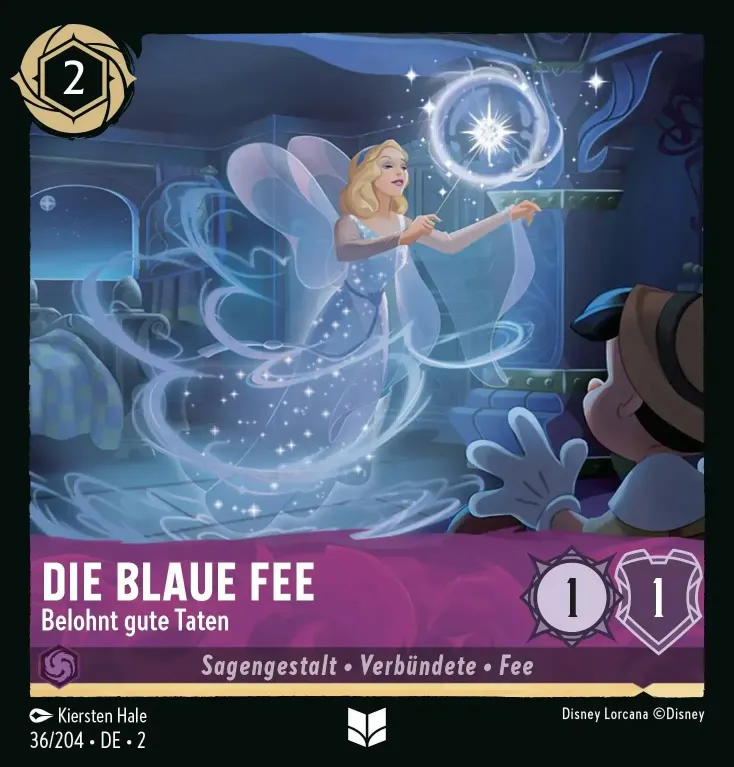 2
DIE BLAUE FEE
Belohnt gute Taten
1
1
Sagengestalt • Verbündete • Fee
Kiersten Hale
Disney Lorcana ©Disney
36/204 • DE • 2